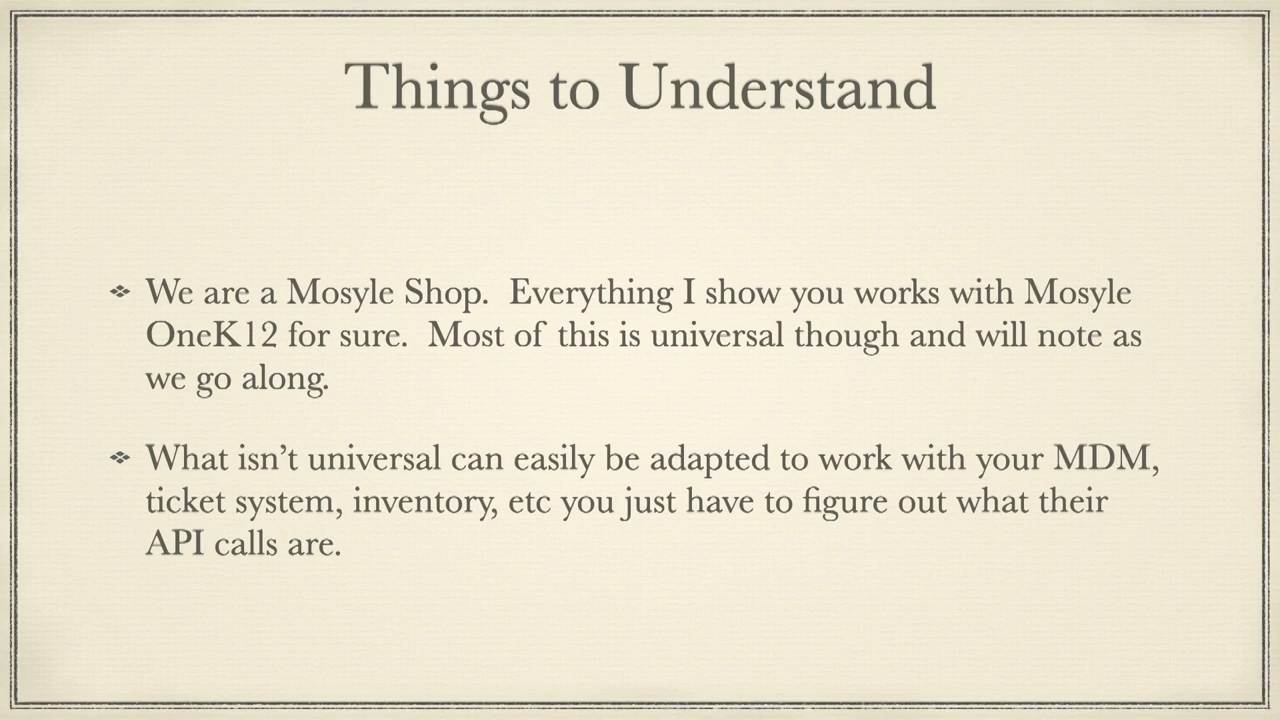 Things to Understand
We are a Mosyle Shop.  Everything I show you works with Mosyle
OneK12 for sure.  Most of this is universal though and will note as
we go along.
What isn’t universal can easily be adapted to work with your MDM,
ticket system, inventory, etc you just have to figure out what their
API calls are.